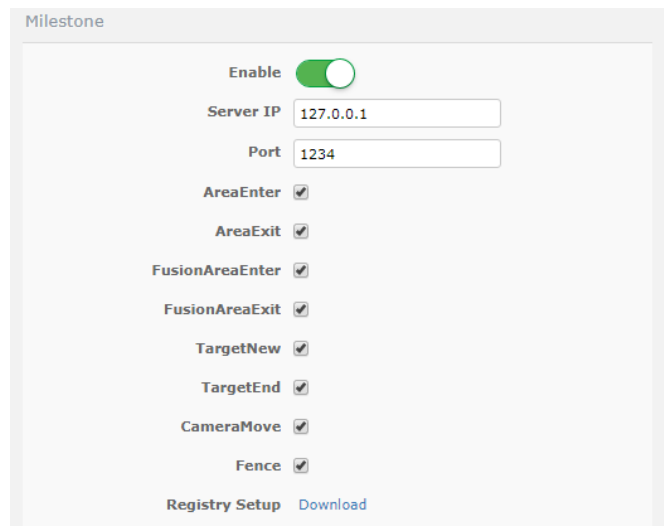 Milestone
Enable
Server IP 127.0.0.1
Port 1234
AreaEnter
AreaExit
FusionAreaEnter
FusionAreaExit
TargetNew
TargetEnd
CameraMove
Fence
Registry Setup Download